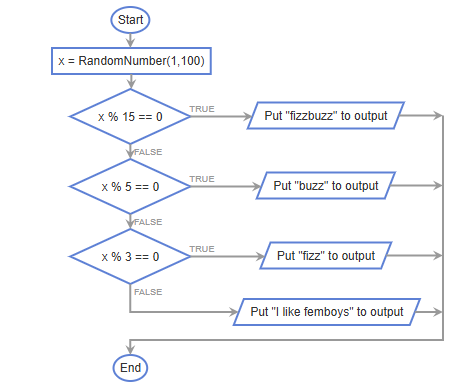 Start
x = RandomNumber(1,100)
x % 15 == 0
TRUE
Put "fizzbuzz" to output
FALSE
x % 5 == 0
TRUE
Put "buzz" to output
FALSE
x % 3 == 0
TRUE
Put "fizz" to output
FALSE
Put "I like femboys" to output
End